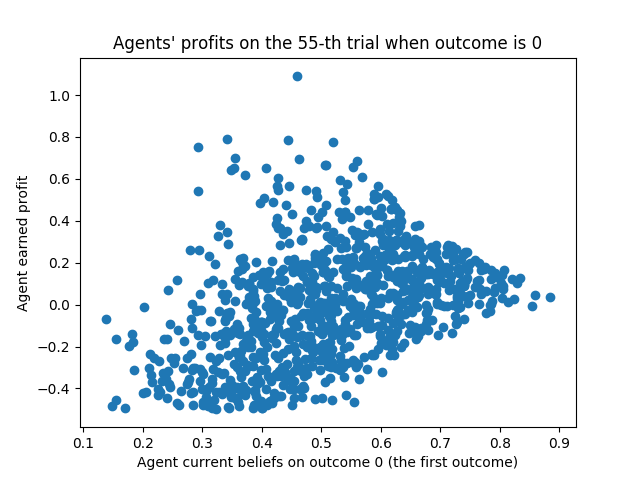 Agents' profits on the 55-th trial when outcome is 0
Agent earned profit
1.0
0.8
0.6
0.4
0.2
0.0
−0.2
−0.4
0.1 0.2 0.3 0.4 0.5 0.6 0.7 0.8 0.9
Agent current beliefs on outcome 0 (the first outcome)